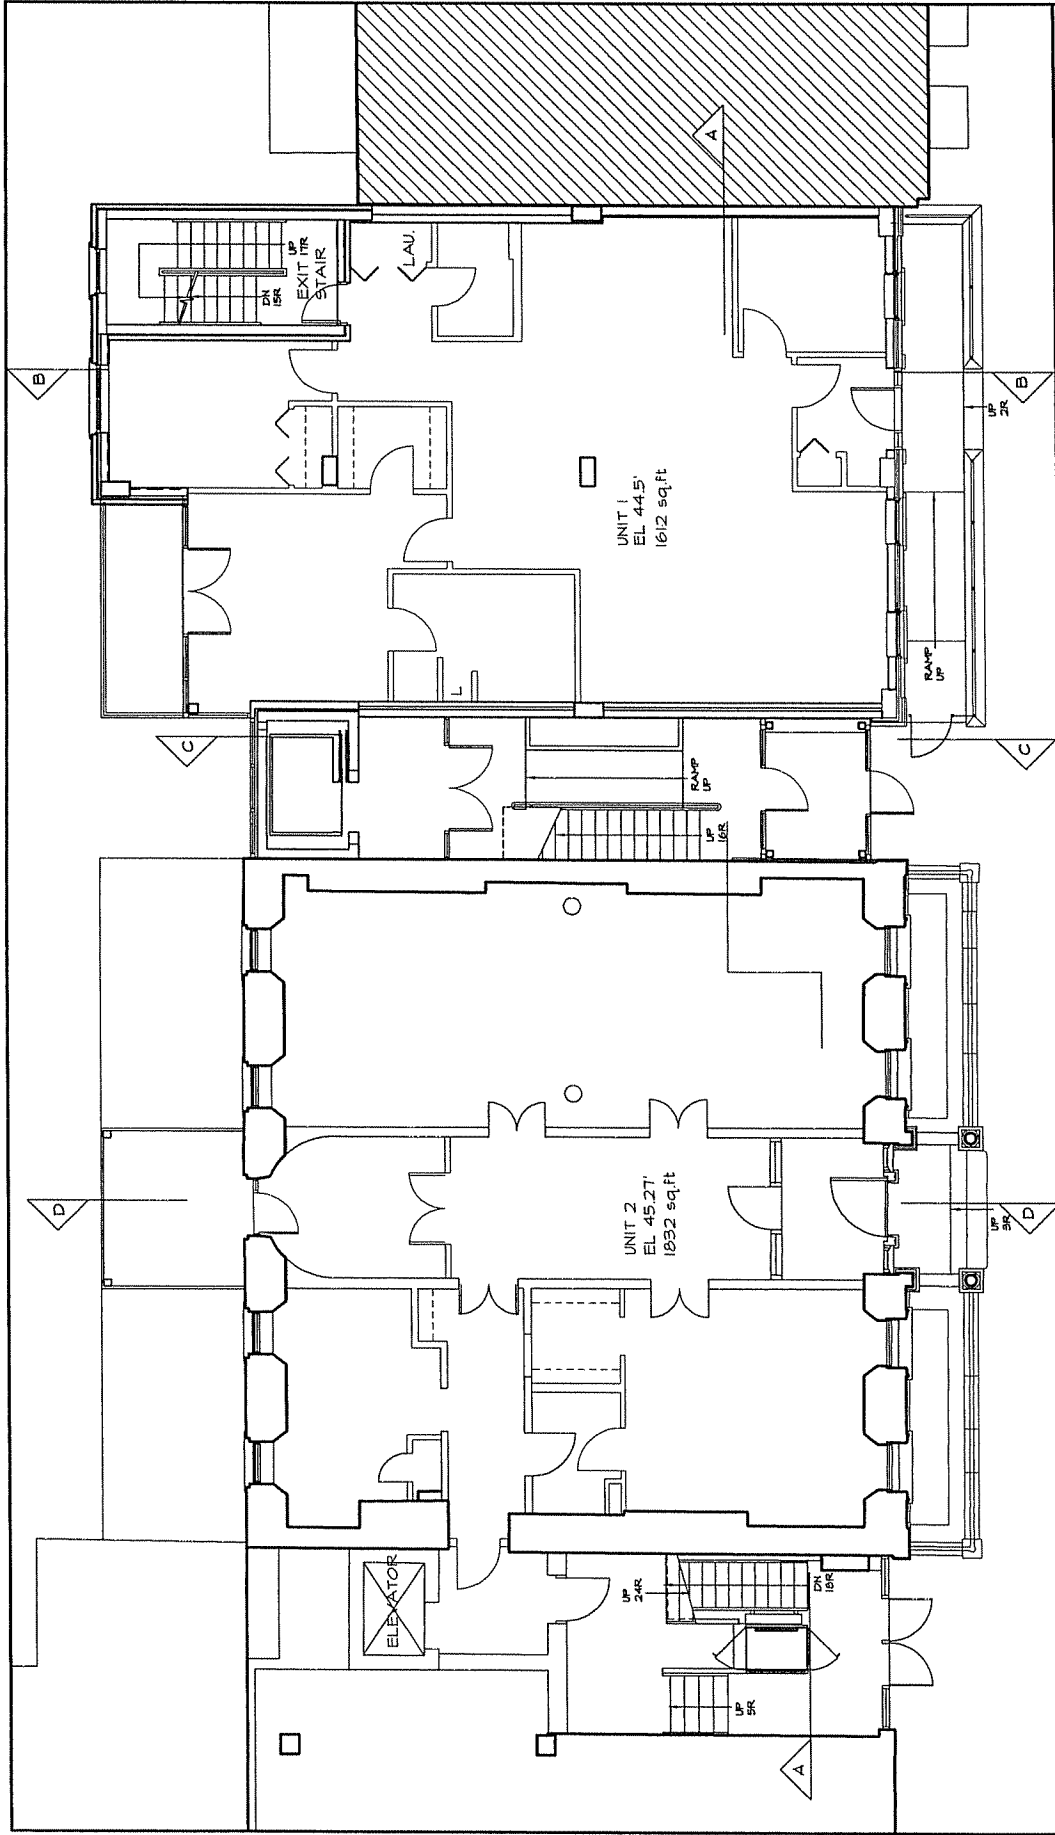 A
UP
17R
EXIT
STAIR
DN
15R
LAU.
B
B
UP
2R
UNIT 1
EL 44.5'
1612 sq.ft
RAMP
UP
L
C
C
RAMP
UP
UP
16R
D
UNIT 2
EL 45.27'
1832 sq.ft
UP
3R
D
ELEVATOR
UP
24R
DN
18R
UP
5R
A